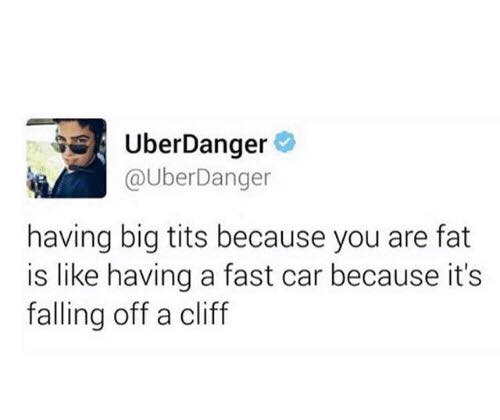 UberDanger
@UberDanger
having big tits because you are fat
is like having a fast car because it's
falling off a cliff